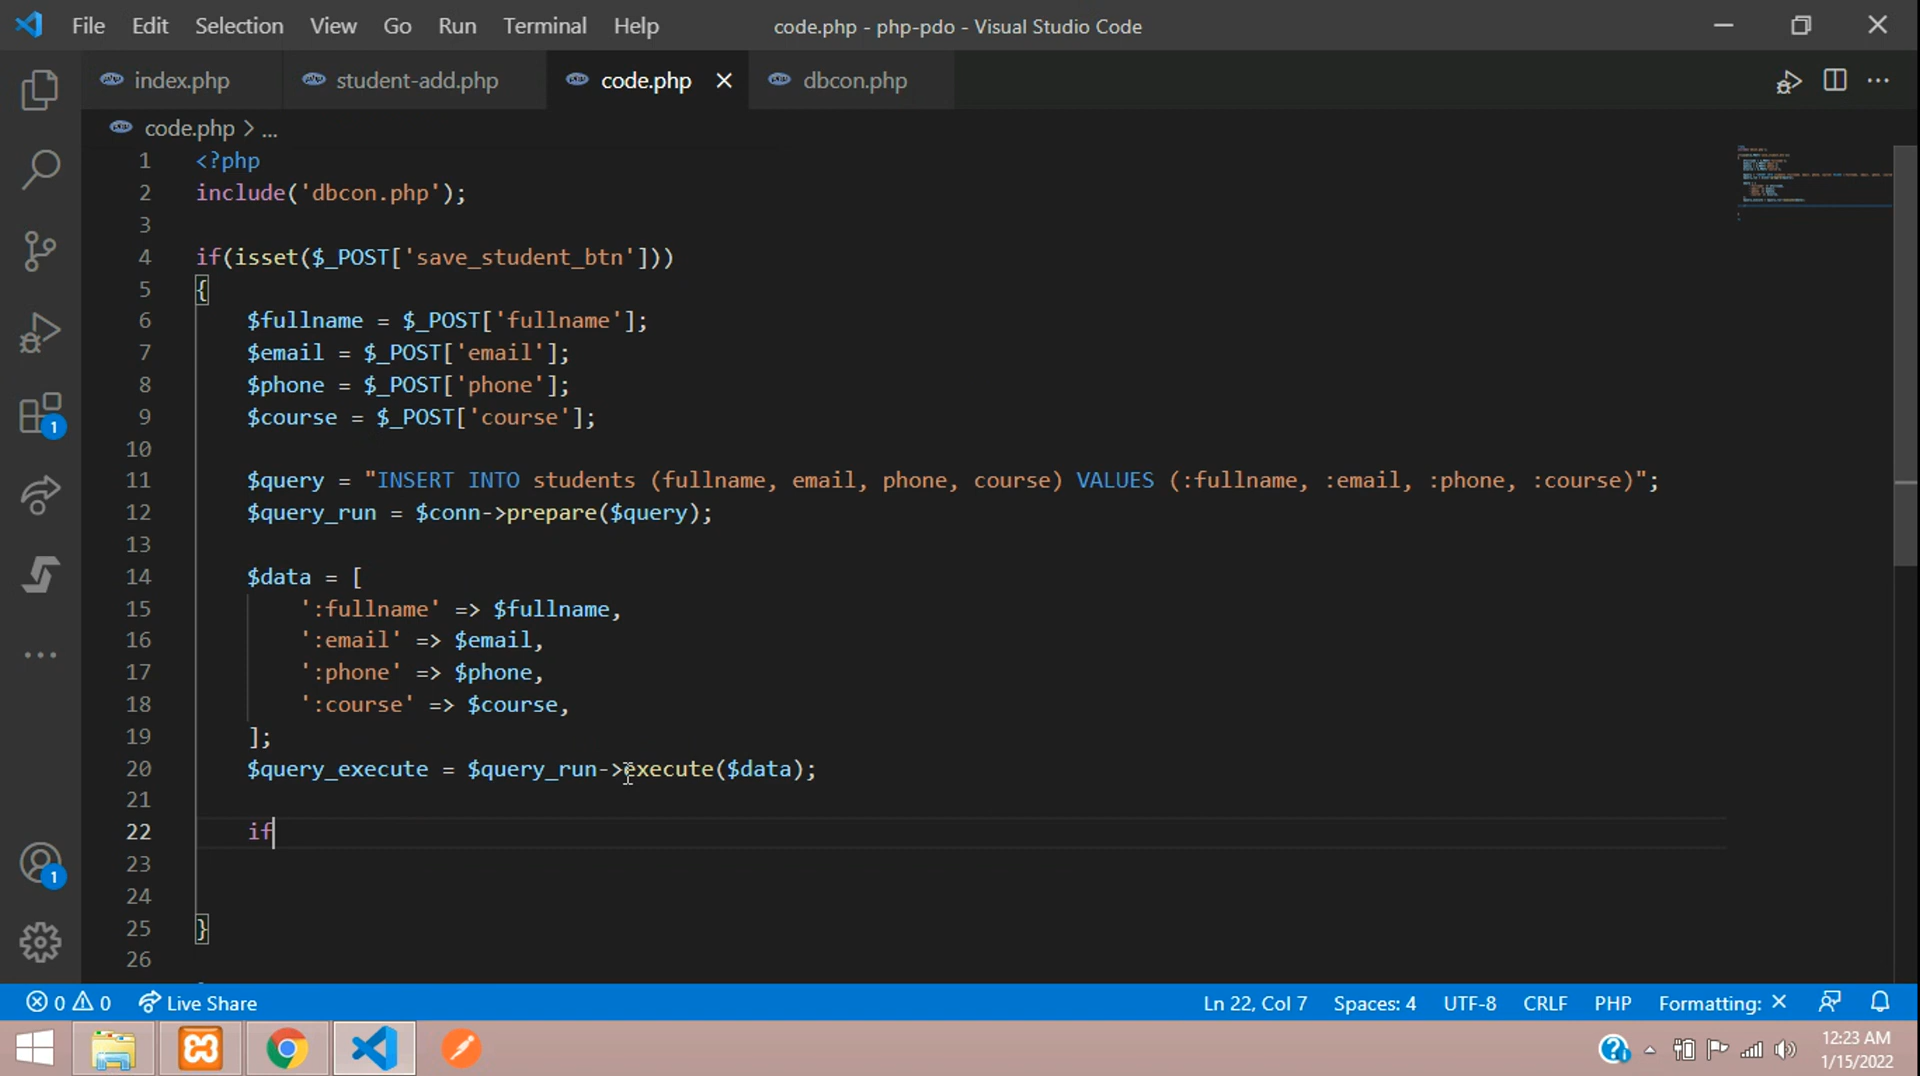 File Edit Selection View Go Run Terminal Help code.php - php-pdo - Visual Studio Code
index.php student-add.php code.php dbcon.php
code.php > ...
1 <?php
2 include('dbcon.php');
3
4 if(isset($_POST['save_student_btn']))
5 {
6 $fullname = $_POST['fullname'];
7 $email = $_POST['email'];
8 $phone = $_POST['phone'];
9 $course = $_POST['course'];
10
11 $query = "INSERT INTO students (fullname, email, phone, course) VALUES (:fullname, :email, :phone, :course)";
12 $query_run = $conn->prepare($query);
13
14 $data = [
15 ':fullname' => $fullname,
16 ':email' => $email,
17 ':phone' => $phone,
18 ':course' => $course,
19 ];
20 $query_execute = $query_run->execute($data);
21
22 if
23
24
25 }
26
1
1
0 0 Live Share Ln 22, Col 7 Spaces: 4 UTF-8 CRLF PHP Formatting: ×
12:23 AM
1/15/2022